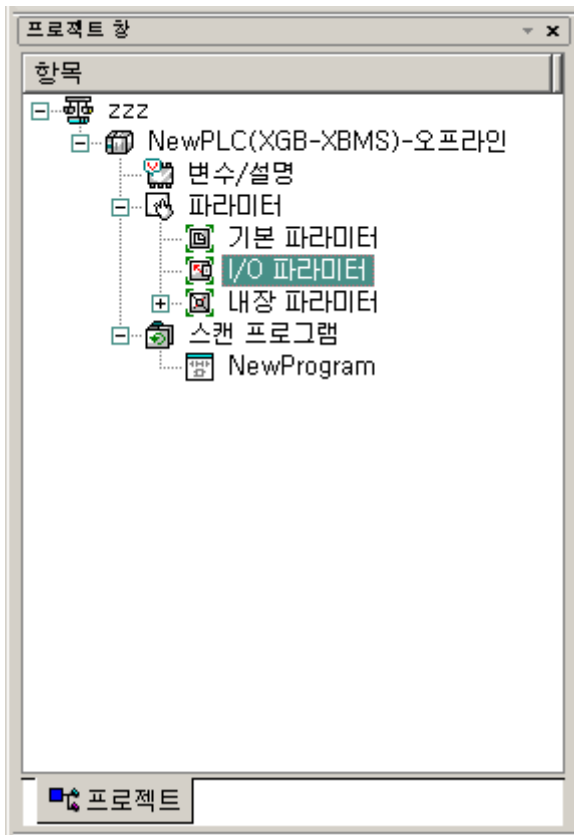 프로젝트 창
항목
zzz
NewPLC(XGB-XBMS)-오프라인
변수/설명
파라미터
기본 파라미터
I/O 파라미터
내장 파라미터
스캔 프로그램
NewProgram
프로젝트